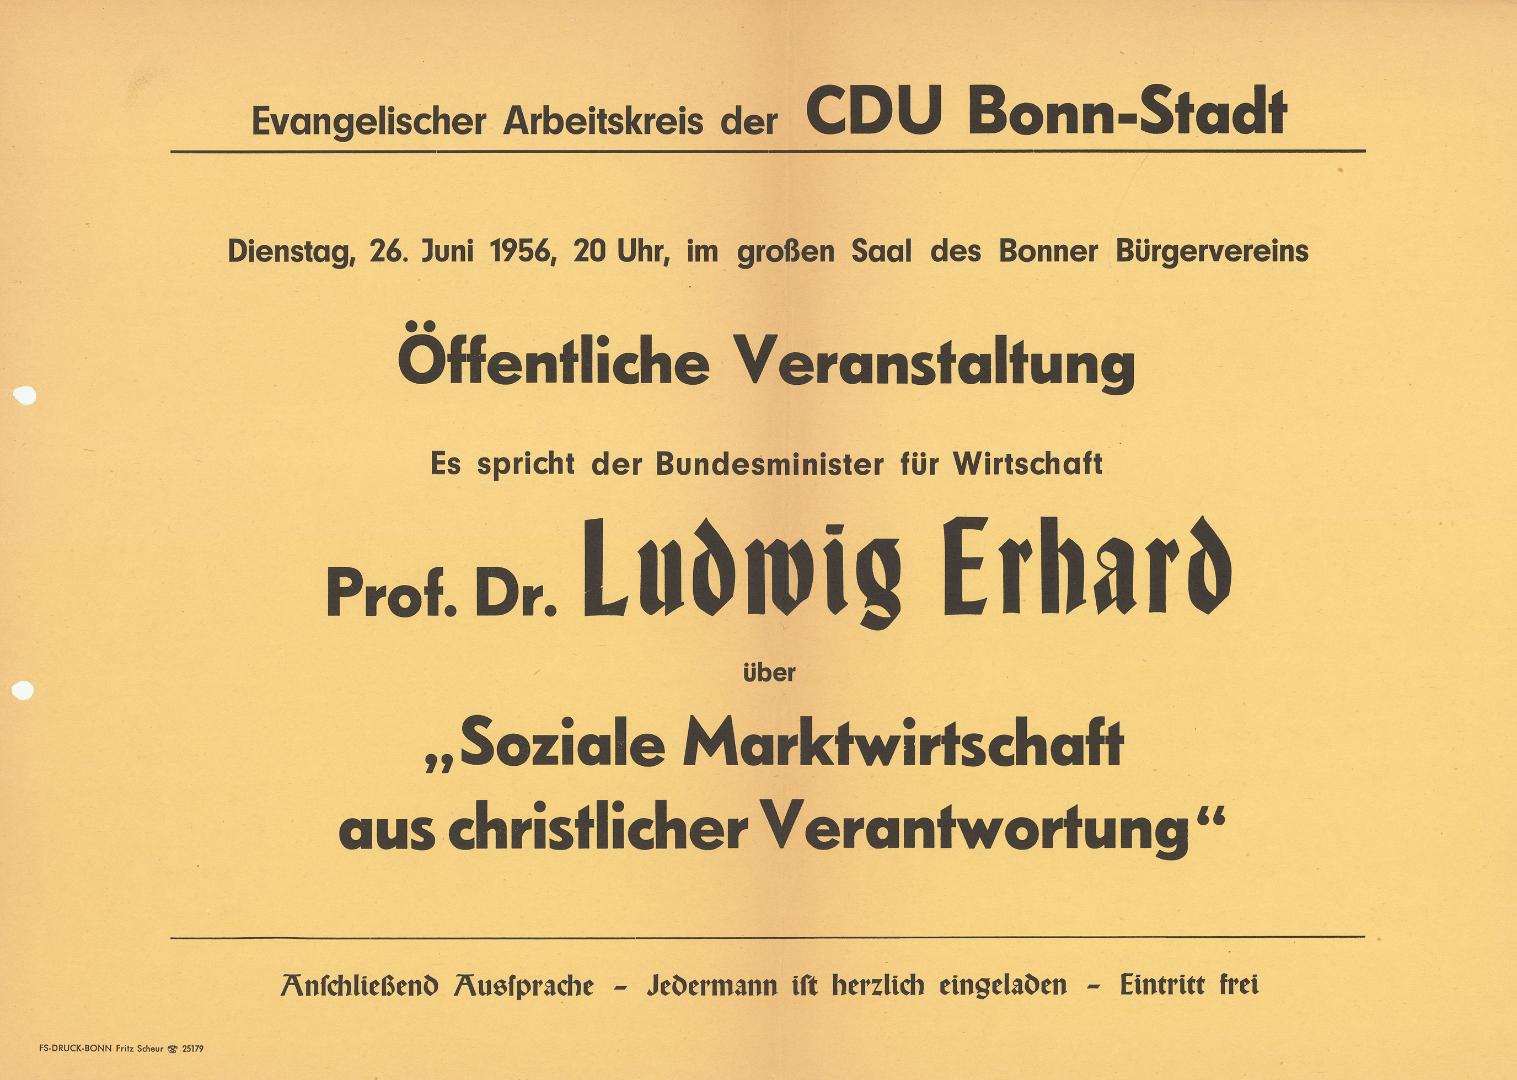 Evangelischer Arbeitskreis der CDU Bonn-Stadt
Dienstag, 26. Juni 1956, 20 Uhr, im großen Saal des Bonner Bürgervereins
Öffentliche Veranstaltung
Es spricht der Bundesminister für Wirtschaft
Prof. Dr. Ludwig Erhard
über
„Soziale Marktwirtschaft
aus christlicher Verantwortung“
Anſchließend Ausſprache – Jedermann iſt herzlich eingeladen – Eintritt frei
FS-DRUCK-BONN Fritz Scheur ☎ 25179